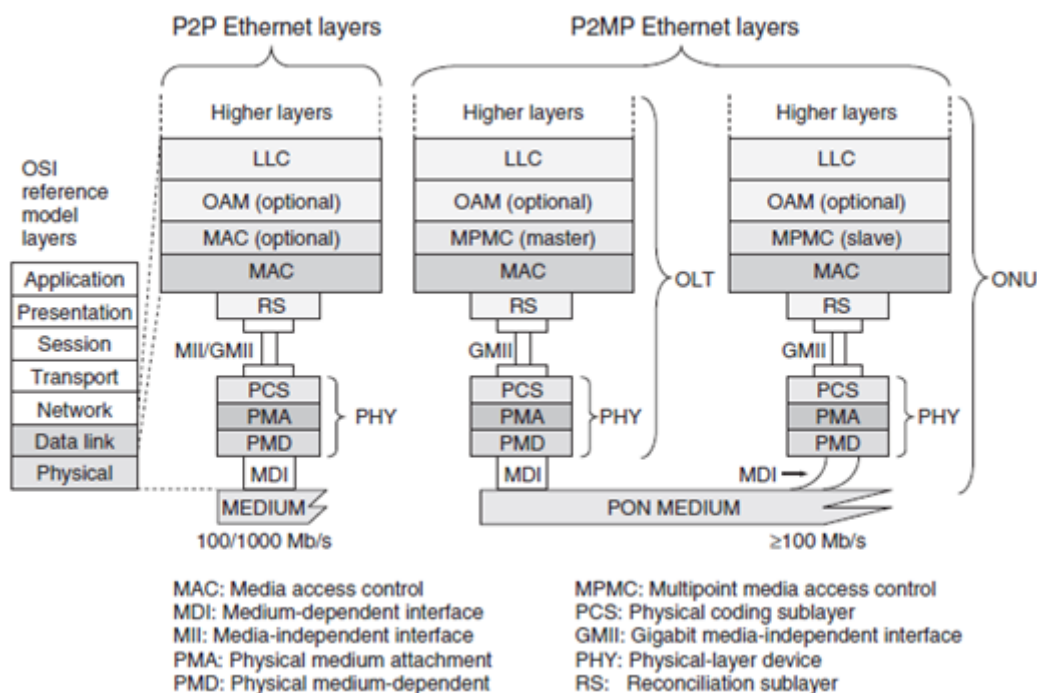 P2P Ethernet layers
P2MP Ethernet layers
Higher layers
Higher layers
Higher layers
OSI
reference
model
layers
LLC
OAM (optional)
MAC (optional)
MAC
RS
LLC
OAM (optional)
MPMC (master)
MAC
RS
OLT
LLC
OAM (optional)
MPMC (slave)
MAC
RS
ONU
Application
Presentation
Session
Transport
Network
Data link
Physical
MII/GMII
PCS
PMA
PMD
PHY
MDI
MEDIUM
100/1000 Mb/s
GMII
PCS
PMA
PMD
PHY
MDI
GMII
PCS
PMA
PMD
PHY
MDI
PON MEDIUM
≥100 Mb/s
MAC: Media access control
MDI: Medium-dependent interface
MII: Media-independent interface
PMA: Physical medium attachment
PMD: Physical medium-dependent
MPMC: Multipoint media access control
PCS: Physical coding sublayer
GMII: Gigabit media-independent interface
PHY: Physical-layer device
RS: Reconciliation sublayer